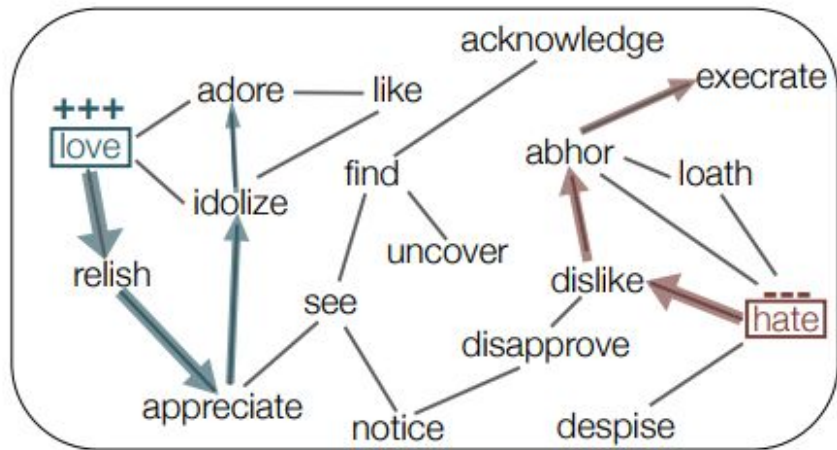 acknowledge
adore
like
execrate
+++
love
find
abhor
loath
idolize
uncover
relish
see
dislike
---
hate
disapprove
appreciate
notice
despise